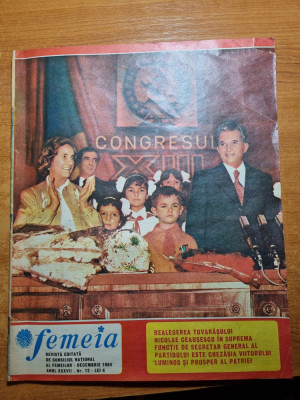 CONGRESUL
XIII
femeia
REVISTĂ EDITATĂ
DE CONSILIUL NAȚIONAL
AL FEMEILOR - DECEMBRIE 1984
ANUL XXXVII - Nr. 12 - LEI 4
REALEGEREA TOVARĂȘULUI
NICOLAE CEAUȘESCU ÎN SUPREMA
FUNCȚIE DE SECRETAR GENERAL AL
PARTIDULUI ESTE CHEZĂȘIA VIITORULUI
LUMINOS ȘI PROSPER AL PATRIEI